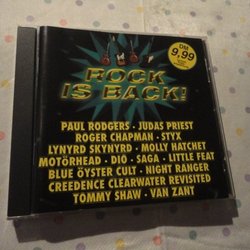 DM
9,99
ROCK
IS BACK!
PAUL RODGERS · JUDAS PRIEST
ROGER CHAPMAN · STYX
LYNYRD SKYNYRD · MOLLY HATCHET
MOTÖRHEAD · DIO · SAGA · LITTLE FEAT
BLUE ÖYSTER CULT · NIGHT RANGER
CREEDENCE CLEARWATER REVISITED
TOMMY SHAW · VAN ZANT